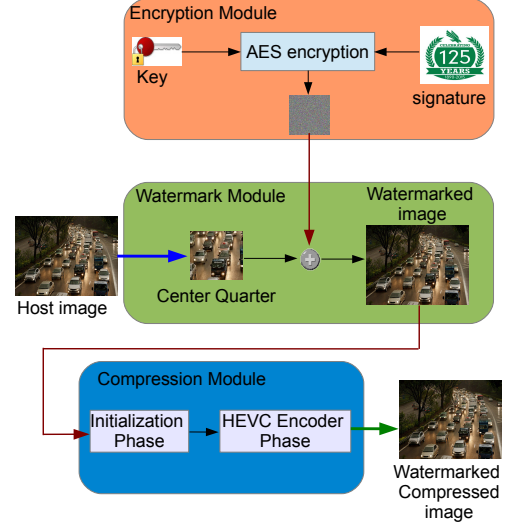 Encryption Module
Key
AES encryption
CELEBRATING
125
YEARS
signature
Watermark Module
Watermarked
image
Host image
Center Quarter
Compression Module
Initialization
Phase
HEVC Encoder
Phase
Watermarked
Compressed
image